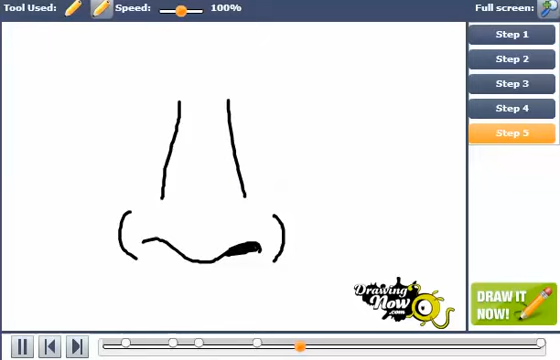 Tool Used: Speed: 100% Full screen:
Step 1
Step 2
Step 3
Step 4
Step 5
Drawing
Now.com
DRAW IT
NOW!